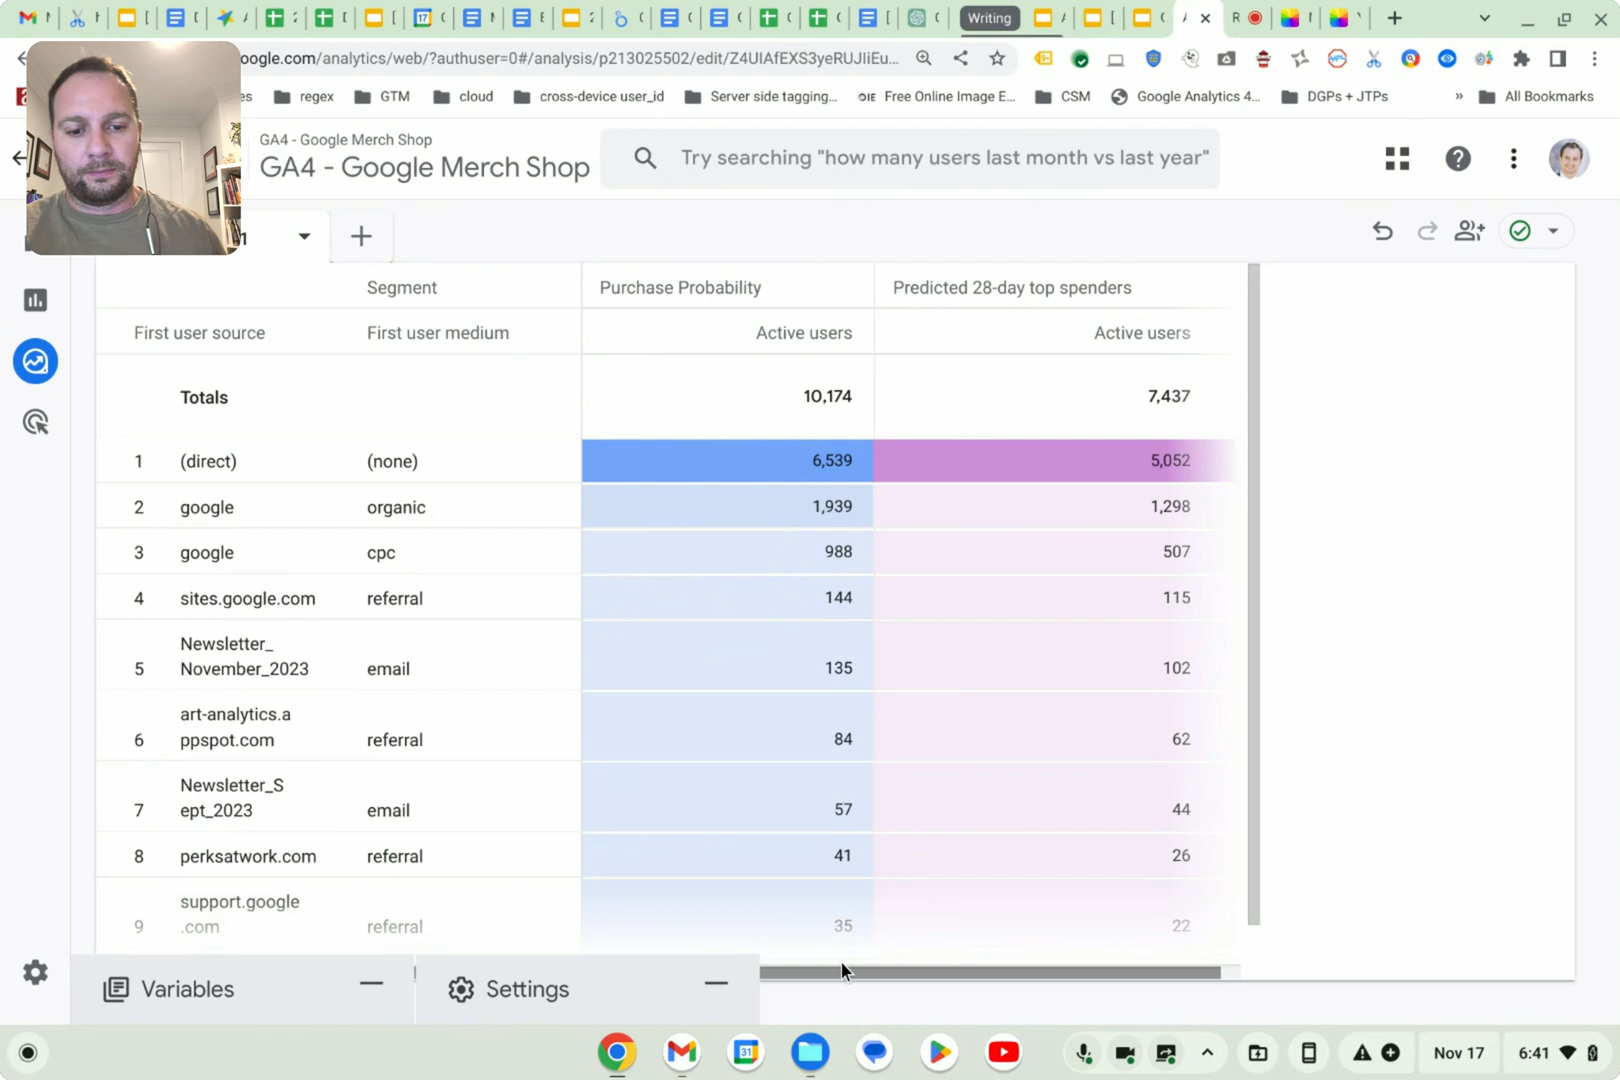 Writing
oogle.com/analytics/web/?authuser=0#/analysis/p213025502/edit/Z4UIAfEXS3yeRUJIiEu...
es
regex
GTM
cloud
cross-device user_id
Server side tagging...
OIE Free Online Image E...
CSM
Google Analytics 4...
DGPs + JTPs
»
All Bookmarks
GA4 - Google Merch Shop
GA4 - Google Merch Shop
Try searching "how many users last month vs last year"
1
Segment Purchase Probability Predicted 28-day top spenders
First user source First user medium Active users Active users
Totals 10,174 7,437
1 (direct) (none) 6,539 5,052
2 google organic 1,939 1,298
3 google cpc 988 507
4 sites.google.com referral 144 115
Newsletter_
5 November_2023 email 135 102
art-analytics.a
6 ppspot.com referral 84 62
Newsletter_S
7 ept_2023 email 57 44
8 perksatwork.com referral 41 26
support.google
9 .com referral 35 22
Variables
Settings
31
Nov 17
6:41